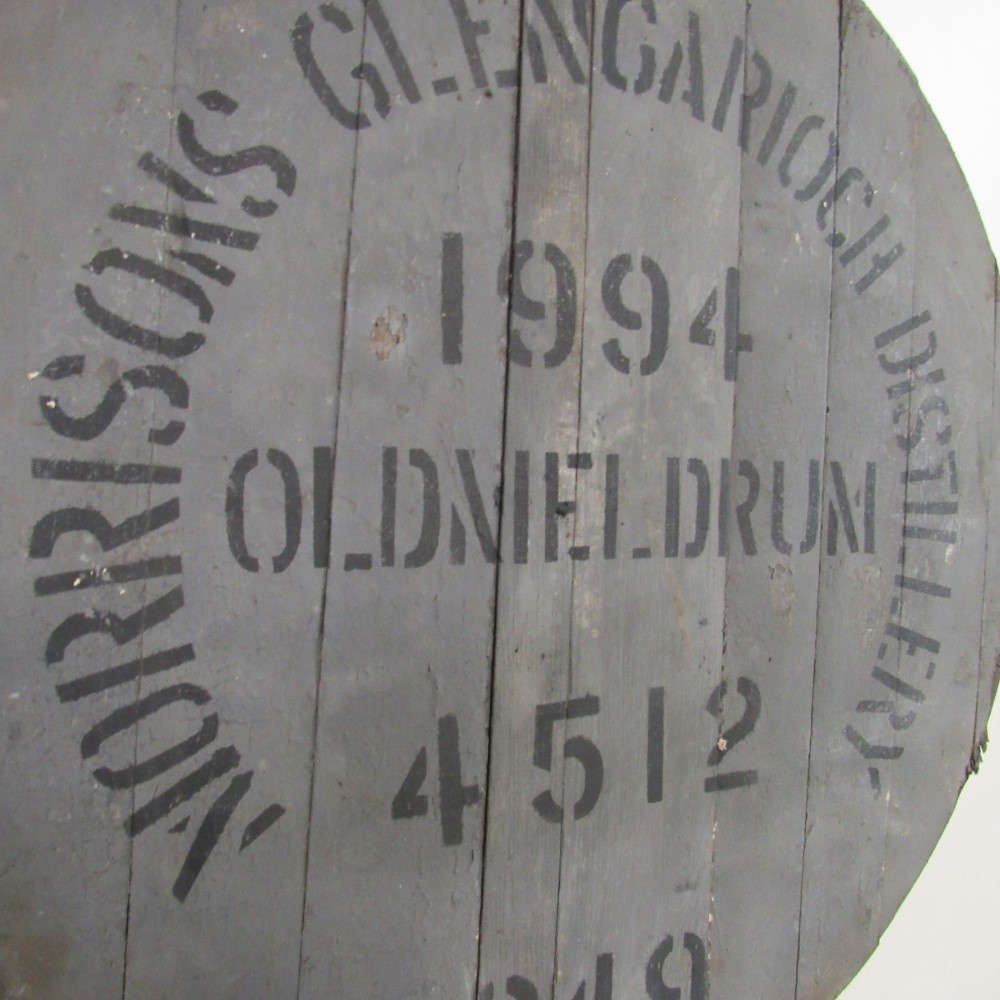 MORRISONS GLENGARIOCH DISTILLERY
1994
OLDMELDRUM
4512